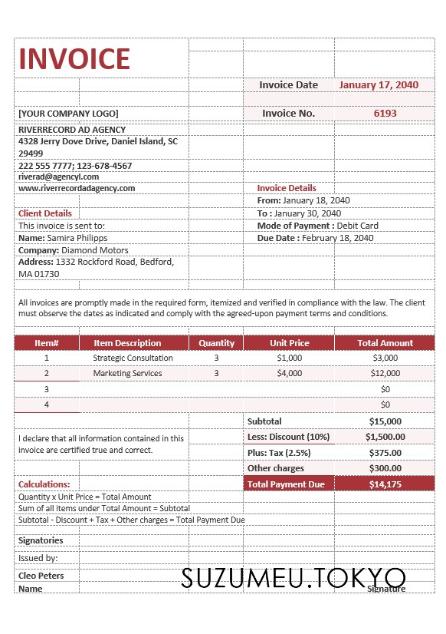 INVOICE
Invoice Date January 17, 2040
[YOUR COMPANY LOGO] Invoice No. 6193
RIVERRECORD AD AGENCY
4328 Jerry Dove Drive, Daniel Island, SC
29499
222 555 7777; 123-678-4567
riverad@agencyl.com
www.riverrecordadagency.com
Invoice Details
From: January 18, 2040
Client Details
To : January 30, 2040
This invoice is sent to:
Mode of Payment : Debit Card
Name: Samira Philipps
Due Date : February 18, 2040
Company: Diamond Motors
Address: 1332 Rockford Road, Bedford,
MA 01730
All invoices are promptly made in the required form, itemized and verified in compliance with the law. The client
must observe the dates as indicated and comply with the agreed-upon payment terms and conditions.
Item# Item Description Quantity Unit Price Total Amount
1 Strategic Consultation 3 $1,000 $3,000
2 Marketing Services 3 $4,000 $12,000
3 $0
4 $0
Subtotal $15,000
I declare that all information contained in this
invoice are certified true and correct.
Less: Discount (10%) $1,500.00
Plus: Tax (2.5%) $375.00
Other charges $300.00
Calculations: Total Payment Due $14,175
Quantity x Unit Price = Total Amount
Sum of all items under Total Amount = Subtotal
Subtotal - Discount + Tax + Other charges = Total Payment Due
Signatories
Issued by:
Cleo Peters
SUZUMEU.TOKYO
Name Signature